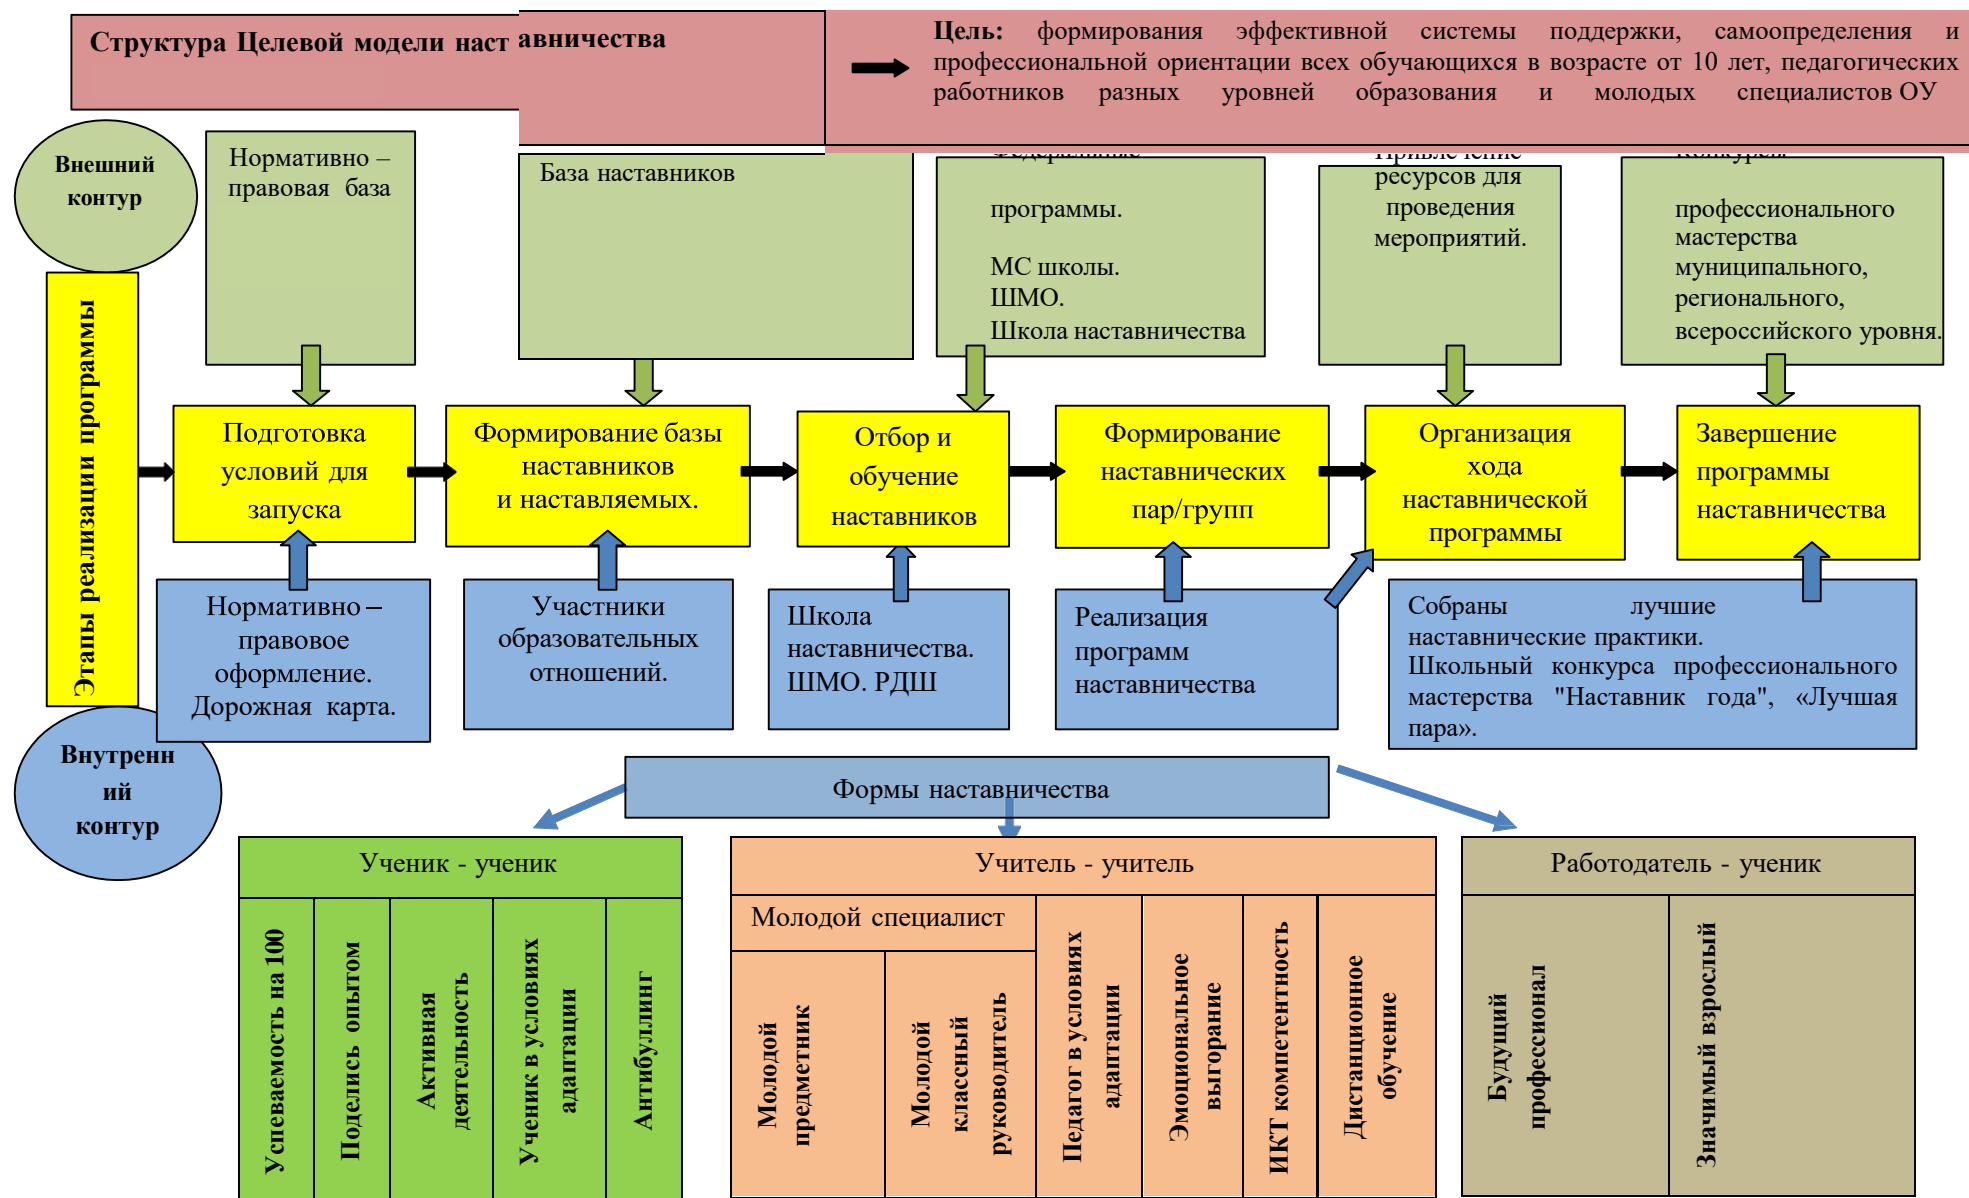 Структура Целевой модели наставничества
Цель: формирования эффективной системы поддержки, самоопределения и
профессиональной ориентации всех обучающихся в возрасте от 10 лет, педагогических
работников разных уровней образования и молодых специалистов ОУ
Внешний
контур
Нормативно –
правовая база
База наставников
Федеральные
программы.
МС школы.
ШМО.
Школа наставничества
Привлечение
ресурсов для
проведения
мероприятий.
Конкурсы
профессионального
мастерства
муниципального,
регионального,
всероссийского уровня.
Этапы реализации программы
Подготовка
условий для
запуска
Формирование базы
наставников
и наставляемых.
Отбор и
обучение
наставников
Формирование
наставнических
пар/групп
Организация
хода
наставнической
программы
Завершение
программы
наставничества
Нормативно –
правовое
оформление.
Дорожная карта.
Участники
образовательных
отношений.
Школа
наставничества.
ШМО. РДШ
Реализация
программ
наставничества
Собраны лучшие
наставнические практики.
Школьный конкурса профессионального
мастерства "Наставник года", «Лучшая
пара».
Внутренн
ий
контур
Формы наставничества
Ученик - ученик
Успеваемость на 100
Поделись опытом
Активная
деятельность
Ученик в условиях
адаптации
Антибуллинг
Учитель - учитель
Молодой специалист
Молодой
предметник
Молодой
классный
руководитель
Педагог в условиях
адаптации
Эмоциональное
выгорание
ИКТ компетентность
Дистанционное
обучение
Работодатель - ученик
Будущий
профессионал
Значимый взрослый